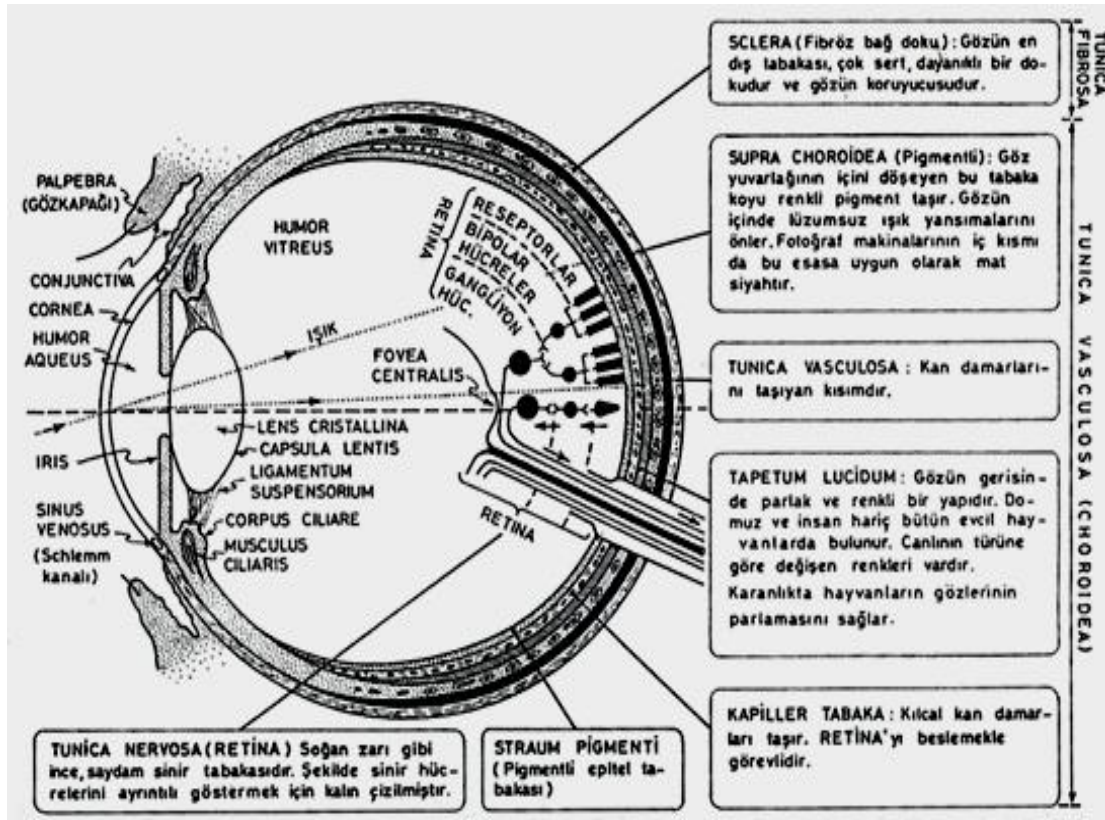 SCLERA (Fibröz bağ doku) : Gözün en
dış tabakası, çok sert, dayanıklı bir do-
kudur ve gözün koruyucusudur.
TUNICA
FIBROSA
SUPRA CHOROİDEA (Pigmentli) : Göz
yuvarlağının içini döşeyen bu tabaka
koyu renkli pigment taşır. Gözün
içinde lüzumsuz ışık yansımalarını
önler. Fotoğraf makinalarının iç kısmı
da bu esasa uygun olarak mat
siyahtır.
TUNICA VASCULOSA : Kan damarları-
nı taşıyan kısımdır.
TAPETUM LUCİDUM : Gözün gerisin-
de parlak ve renkli bir yapıdır. Do-
muz ve insan hariç bütün evcil hay-
vanlarda bulunur. Canlının türüne
göre değişen renkleri vardır.
Karanlıkta hayvanların gözlerinin
parlamasını sağlar.
KAPİLLER TABAKA : Kılcal kan damar-
ları taşır. RETİNA'yı beslemekle
görevlidir.
TUNICA VASCULOSA (CHOROIDEA)
PALPEBRA
(GÖZKAPAĞI)
CONJUNCTIVA
CORNEA
HUMOR
AQUEUS
IRIS
SINUS
VENOSUS
(Schlemm
kanalı)
HUMOR
VITREUS
IŞIK
RETINA
RESEPTORLAR
BİPOLAR
HÜCRELER
GANGLİYON
HÜC.
FOVEA
CENTRALIS
LENS CRISTALLINA
CAPSULA LENTIS
LIGAMENTUM
SUSPENSORIUM
CORPUS CILIARE
MUSCULUS
CILIARIS
RETINA
TUNICA NERVOSA (RETİNA) Soğan zarı gibi
ince, saydam sinir tabakasıdır. Şekilde sinir hüc-
relerini ayrıntılı göstermek için kalın çizilmiştir.
STRAUM PİGMENTİ
(Pigmentli epitel ta-
bakası)